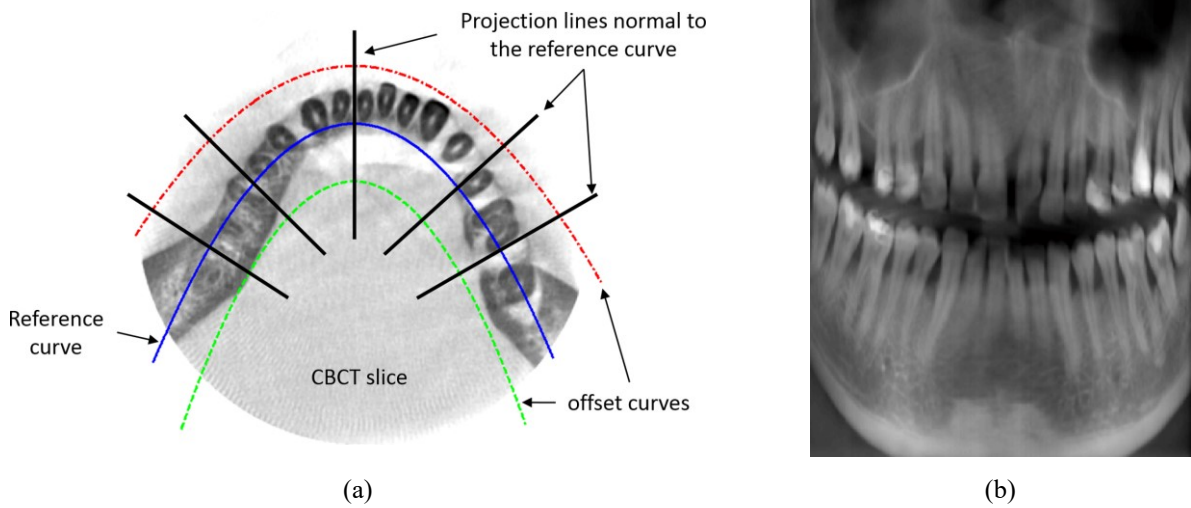 Projection lines normal to
the reference curve
Reference
curve
CBCT slice
offset curves
(a)
(b)